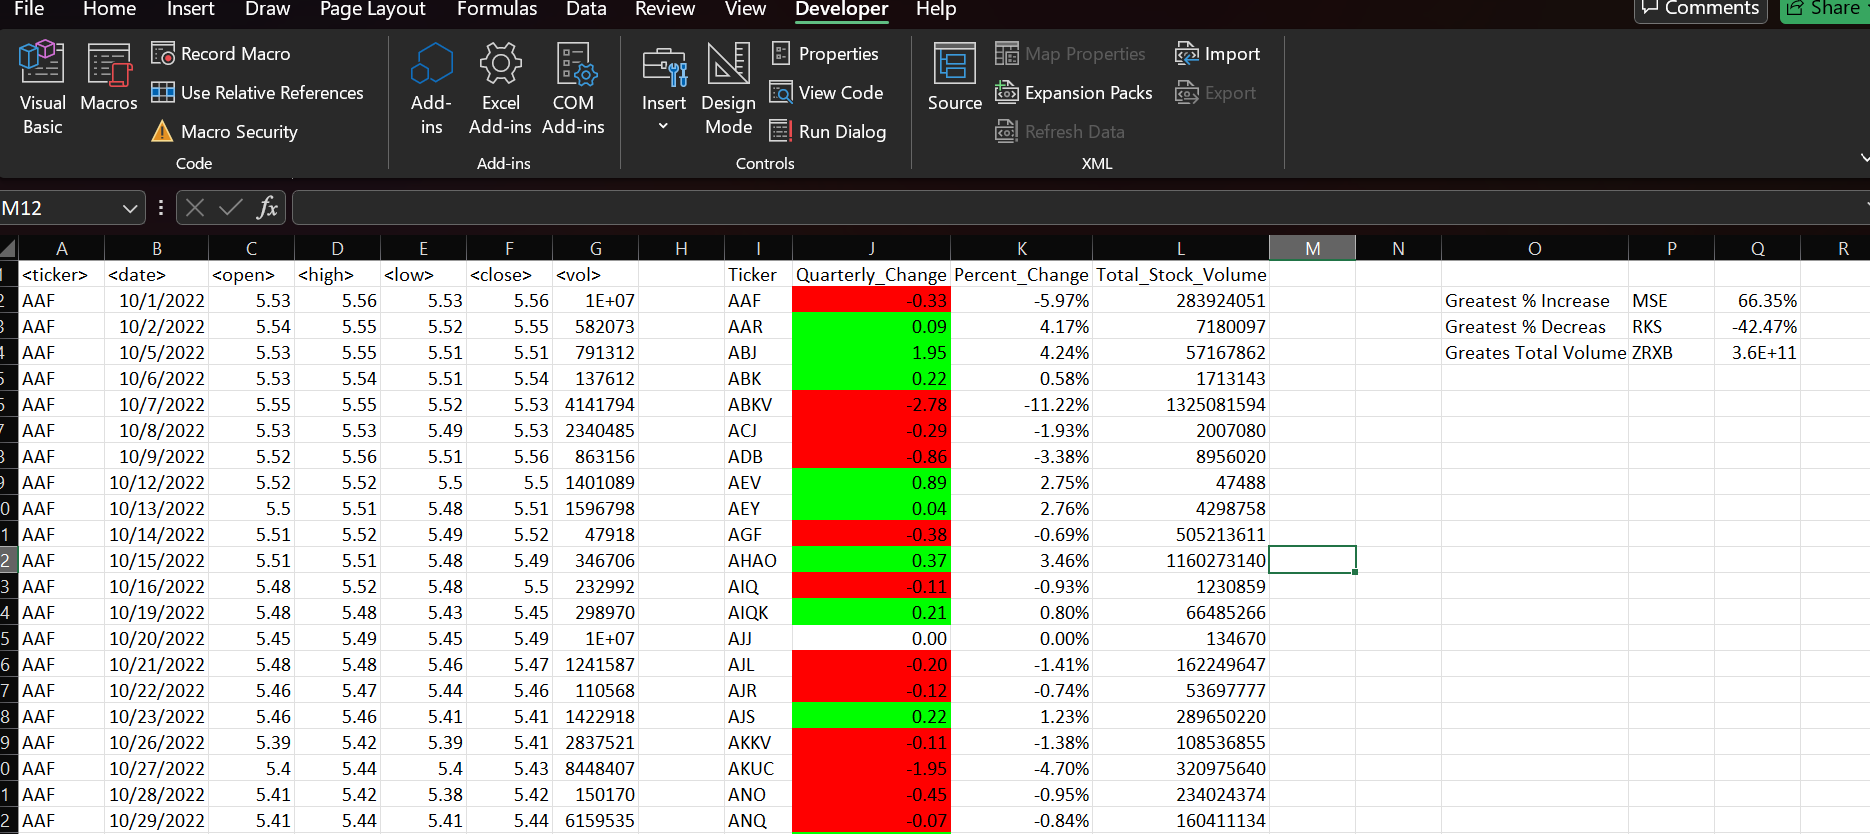 File Home Insert Draw Page Layout Formulas Data Review View Developer Help Comments Share
Record Macro Properties Map Properties Import
Visual Basic Macros Use Relative References Add-ins Excel Add-ins COM Add-ins Insert Design Mode View Code Source Expansion Packs Export
Macro Security Run Dialog Refresh Data
Code Add-ins Controls XML
M12 fx
A B C D E F G H I J K L M N O P Q R
1 <ticker> <date> <open> <high> <low> <close> <vol> Ticker Quarterly_Change Percent_Change Total_Stock_Volume
2 AAF 10/1/2022 5.53 5.56 5.53 5.56 1E+07 AAF -0.33 -5.97% 283924051 Greatest % Increase MSE 66.35%
3 AAF 10/2/2022 5.54 5.55 5.52 5.55 582073 AAR 0.09 4.17% 7180097 Greatest % Decreas RKS -42.47%
4 AAF 10/5/2022 5.53 5.55 5.51 5.51 791312 ABJ 1.95 4.24% 57167862 Greates Total Volume ZRXB 3.6E+11
5 AAF 10/6/2022 5.53 5.54 5.51 5.54 137612 ABK 0.22 0.58% 1713143
6 AAF 10/7/2022 5.55 5.55 5.52 5.53 4141794 ABKV -2.78 -11.22% 1325081594
7 AAF 10/8/2022 5.53 5.53 5.49 5.53 2340485 ACJ -0.29 -1.93% 2007080
8 AAF 10/9/2022 5.52 5.56 5.51 5.56 863156 ADB -0.86 -3.38% 8956020
9 AAF 10/12/2022 5.52 5.52 5.5 5.5 1401089 AEV 0.89 2.75% 47488
0 AAF 10/13/2022 5.5 5.51 5.48 5.51 1596798 AEY 0.04 2.76% 4298758
1 AAF 10/14/2022 5.51 5.52 5.49 5.52 47918 AGF -0.38 -0.69% 505213611
2 AAF 10/15/2022 5.51 5.51 5.48 5.49 346706 AHAO 0.37 3.46% 1160273140
3 AAF 10/16/2022 5.48 5.52 5.48 5.5 232992 AIQ -0.11 -0.93% 1230859
4 AAF 10/19/2022 5.48 5.48 5.43 5.45 298970 AIQK 0.21 0.80% 66485266
5 AAF 10/20/2022 5.45 5.49 5.45 5.49 1E+07 AJJ 0.00 0.00% 134670
6 AAF 10/21/2022 5.48 5.48 5.46 5.47 1241587 AJL -0.20 -1.41% 162249647
7 AAF 10/22/2022 5.46 5.47 5.44 5.46 110568 AJR -0.12 -0.74% 53697777
8 AAF 10/23/2022 5.46 5.46 5.41 5.41 1422918 AJS 0.22 1.23% 289650220
9 AAF 10/26/2022 5.39 5.42 5.39 5.41 2837521 AKKV -0.11 -1.38% 108536855
0 AAF 10/27/2022 5.4 5.44 5.4 5.43 8448407 AKUC -1.95 -4.70% 320975640
1 AAF 10/28/2022 5.41 5.42 5.38 5.42 150170 ANO -0.45 -0.95% 234024374
2 AAF 10/29/2022 5.41 5.44 5.41 5.44 6159535 ANQ -0.07 -0.84% 160411134